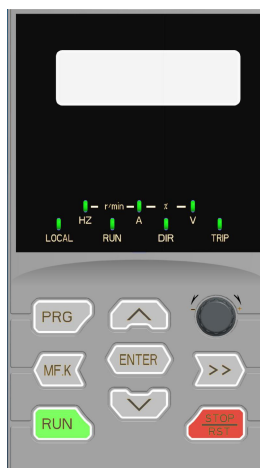 r/min %
HZ A V
LOCAL RUN DIR TRIP
PRG
MF.K ENTER >>
RUN STOP
RST